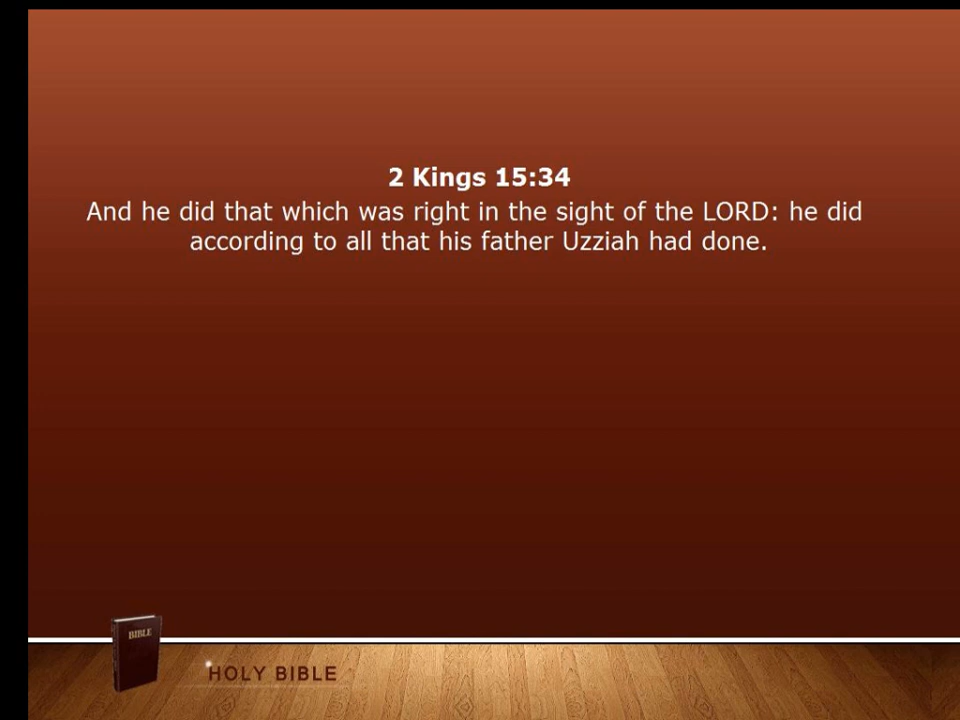 2 Kings 15:34
And he did that which was right in the sight of the LORD: he did
according to all that his father Uzziah had done.
BIBLE
HOLY BIBLE